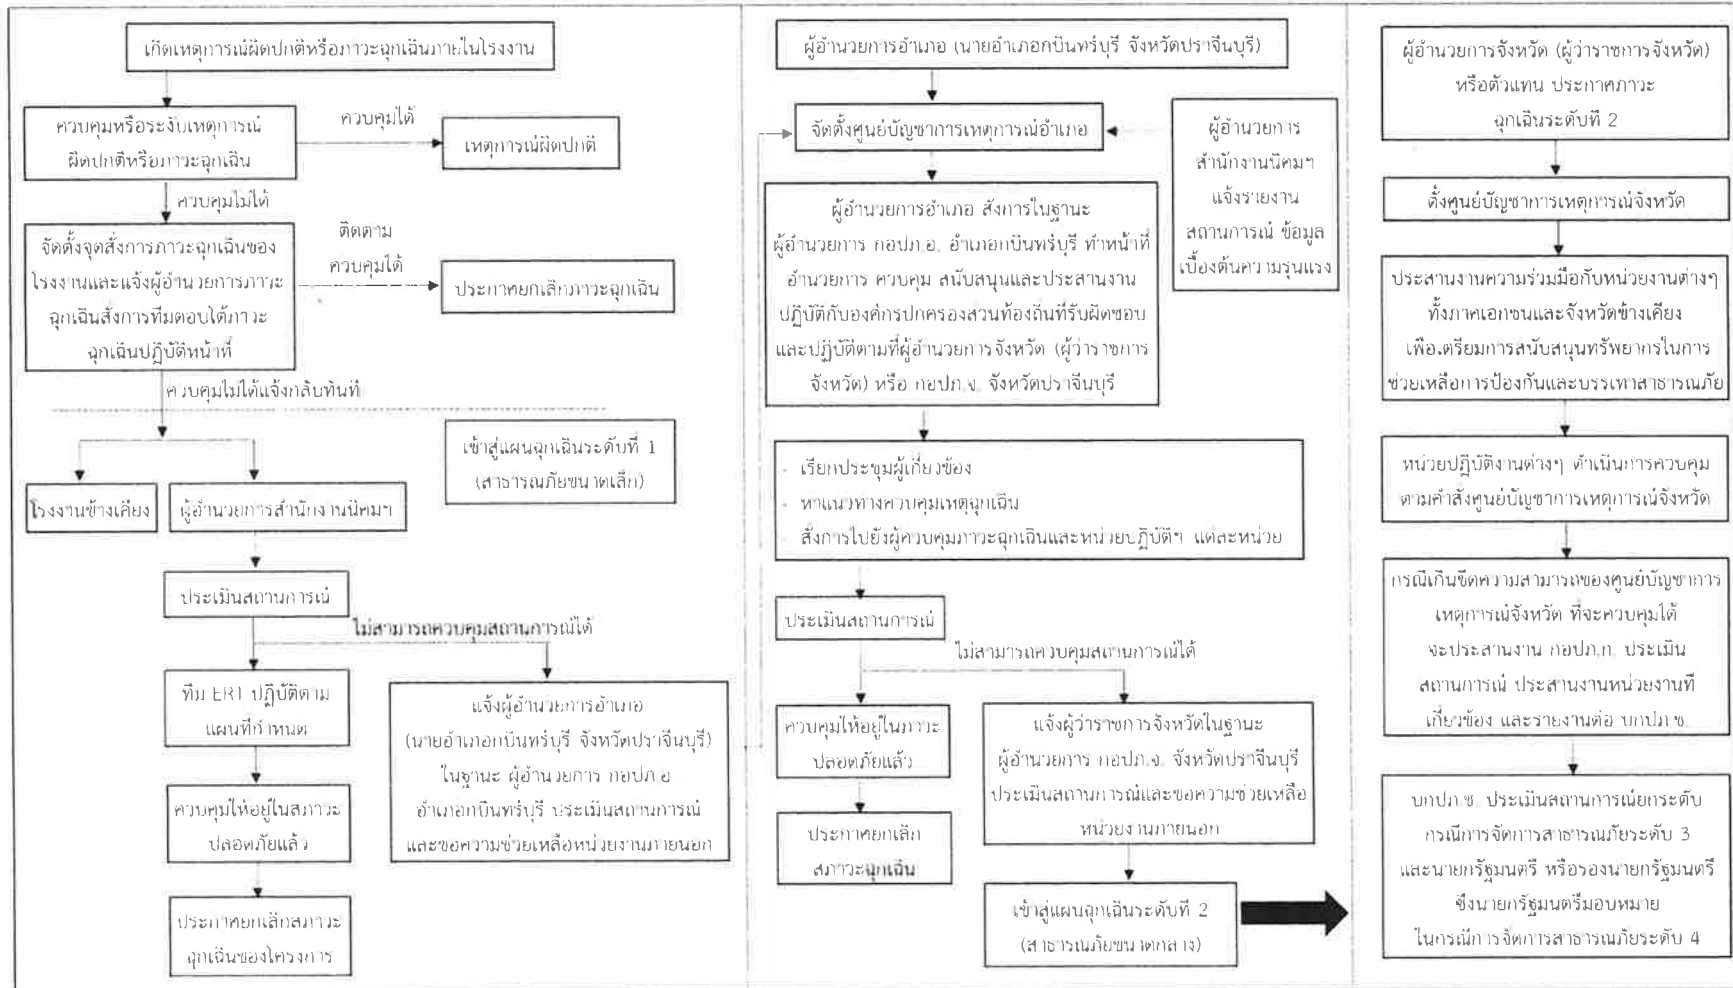 เกิดเหตุการณ์ผิดปกติหรือภาวะฉุกเฉินภายในโรงงาน
ควบคุมหรือระงับเหตุการณ์
ผิดปกติหรือภาวะฉุกเฉิน
ควบคุมได้
เหตุการณ์ผิดปกติ
ควบคุมไม่ได้
จัดตั้งจุดสั่งการภาวะฉุกเฉินของ
โรงงานและแจ้งผู้อำนวยการภาวะ
ฉุกเฉินสั่งการทีมตอบโต้ภาวะ
ฉุกเฉินปฏิบัติหน้าที่
ติดตาม
ควบคุมได้
ประกาศยกเลิกภาวะฉุกเฉิน
ควบคุมไม่ได้แจ้งกลับทันที
เข้าสู่แผนฉุกเฉินระดับที่ 1
(สาธารณภัยขนาดเล็ก)
โรงงานข้างเคียง
ผู้อำนวยการสำนักงานนิคมฯ
ประเมินสถานการณ์
ไม่สามารถควบคุมสถานการณ์ได้
ทีม ERT ปฏิบัติตาม
แผนที่กำหนด
ควบคุมให้อยู่ในสภาวะ
ปลอดภัยแล้ว
ประกาศยกเลิกสภาวะ
ฉุกเฉินของโครงการ
แจ้งผู้อำนวยการอำเภอ
(นายอำเภอกบินทร์บุรี จังหวัดปราจีนบุรี)
ในฐานะ ผู้อำนวยการ กอปภ.อ
อำเภอกบินทร์บุรี ประเมินสถานการณ์
และขอความช่วยเหลือหน่วยงานภายนอก
ผู้อำนวยการอำเภอ (นายอำเภอกบินทร์บุรี จังหวัดปราจีนบุรี)
จัดตั้งศูนย์บัญชาการเหตุการณ์อำเภอ
ผู้อำนวยการ
สำนักงานนิคมฯ
แจ้งรายงาน
สถานการณ์ ข้อมูล
เบื้องต้นความรุนแรง
ผู้อำนวยการอำเภอ สั่งการในฐานะ
ผู้อำนวยการ กอปภ.อ. อำเภอกบินทร์บุรี ทำหน้าที่
อำนวยการ ควบคุม สนับสนุนและประสานงาน
ปฏิบัติกับองค์กรปกครองส่วนท้องถิ่นที่รับผิดชอบ
และปฏิบัติตามที่ผู้อำนวยการจังหวัด (ผู้ว่าราชการ
จังหวัด) หรือ กอปภ.จ. จังหวัดปราจีนบุรี
- เรียกประชุมผู้เกี่ยวข้อง
- หาแนวทางควบคุมเหตุฉุกเฉิน
- สั่งการไปยังผู้ควบคุมภาวะฉุกเฉินและหน่วยปฏิบัติฯ แต่ละหน่วย
ประเมินสถานการณ์
ไม่สามารถควบคุมสถานการณ์ได้
ควบคุมให้อยู่ในภาวะ
ปลอดภัยแล้ว
ประกาศยกเลิก
สภาวะฉุกเฉิน
แจ้งผู้ว่าราชการจังหวัดในฐานะ
ผู้อำนวยการ กอปภ.จ. จังหวัดปราจีนบุรี
ประเมินสถานการณ์และขอความช่วยเหลือ
หน่วยงานภายนอก
เข้าสู่แผนฉุกเฉินระดับที่ 2
(สาธารณภัยขนาดกลาง)
ผู้อำนวยการจังหวัด (ผู้ว่าราชการจังหวัด)
หรือตัวแทน ประกาศภาวะ
ฉุกเฉินระดับที่ 2
ตั้งศูนย์บัญชาการเหตุการณ์จังหวัด
ประสานงานความร่วมมือกับหน่วยงานต่างๆ
ทั้งภาคเอกชนและจังหวัดข้างเคียง
เพื่อเตรียมการสนับสนุนทรัพยากรในการ
ช่วยเหลือการป้องกันและบรรเทาสาธารณภัย
หน่วยปฏิบัติงานต่างๆ ดำเนินการควบคุม
ตามคำสั่งศูนย์บัญชาการเหตุการณ์จังหวัด
กรณีเกินขีดความสามารถของศูนย์บัญชาการ
เหตุการณ์จังหวัด ที่จะควบคุมได้
จะประสานงาน กอปภ.ก. ประเมิน
สถานการณ์ ประสานงานหน่วยงานที่
เกี่ยวข้อง และรายงานต่อ บกปภ.ช.
บกปภ.ช. ประเมินสถานการณ์ยกระดับ
กรณีการจัดการสาธารณภัยระดับ 3
และนายกรัฐมนตรี หรือรองนายกรัฐมนตรี
ซึ่งนายกรัฐมนตรีมอบหมาย
ในกรณีการจัดการสาธารณภัยระดับ 4